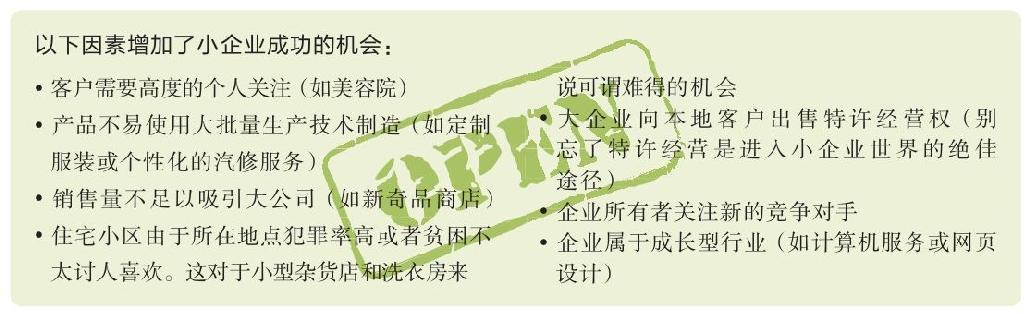 以下因素增加了小企业成功的机会：
• 客户需要高度的个人关注（如美容院）
• 产品不易使用大批量生产技术制造（如定制
服装或个性化的汽修服务）
• 销售量不足以吸引大公司（如新奇品商店）
• 住宅小区由于所在地点犯罪率高或者贫困不
太讨人喜欢。这对于小型杂货店和洗衣房来
说可谓难得的机会
• 大企业向本地客户出售特许经营权（别
忘了特许经营是进入小企业世界的绝佳
途径）
• 企业所有者关注新的竞争对手
• 企业属于成长型行业（如计算机服务或网页
设计）
OPEN